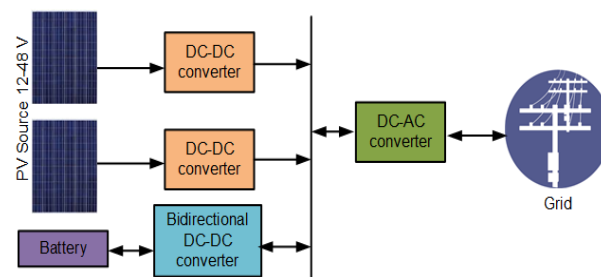 PV Source 12-48 V
DC-DC
converter
DC-DC
converter
Bidirectional
DC-DC
converter
Battery
DC-AC
converter
Grid